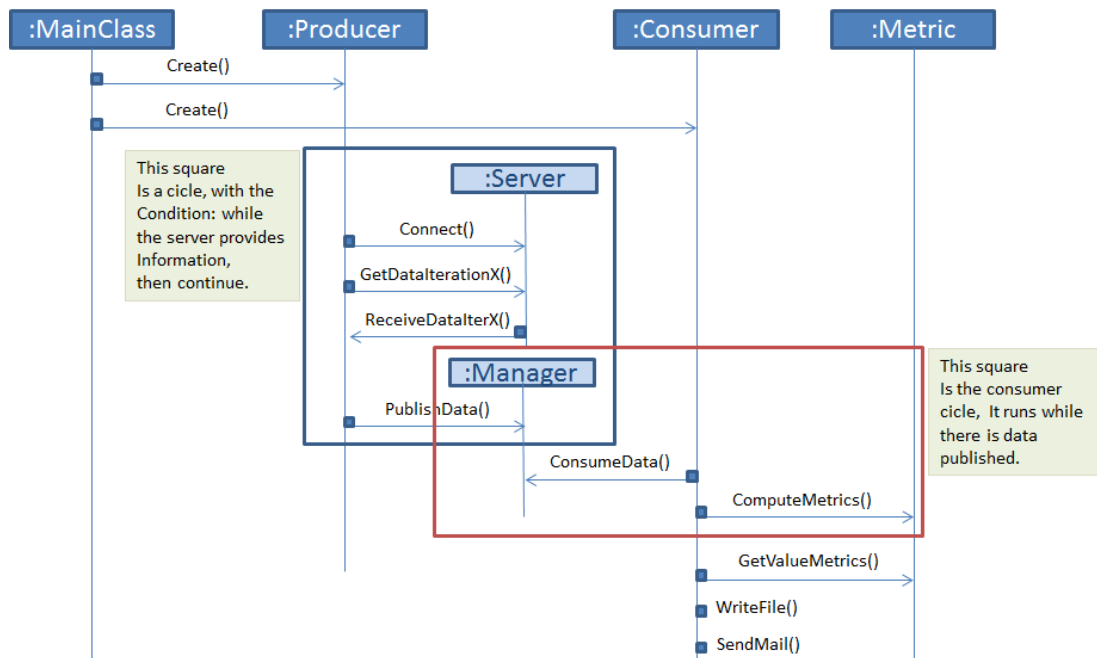 :MainClass
:Producer
:Consumer
:Metric
Create()
Create()
This square
Is a cicle, with the
Condition: while
the server provides
Information,
then continue.
:Server
Connect()
GetDataIterationX()
ReceiveDataIterX()
:Manager
This square
Is the consumer
cicle, It runs while
there is data
published.
PublishData()
ConsumeData()
ComputeMetrics()
GetValueMetrics()
WriteFile()
SendMail()